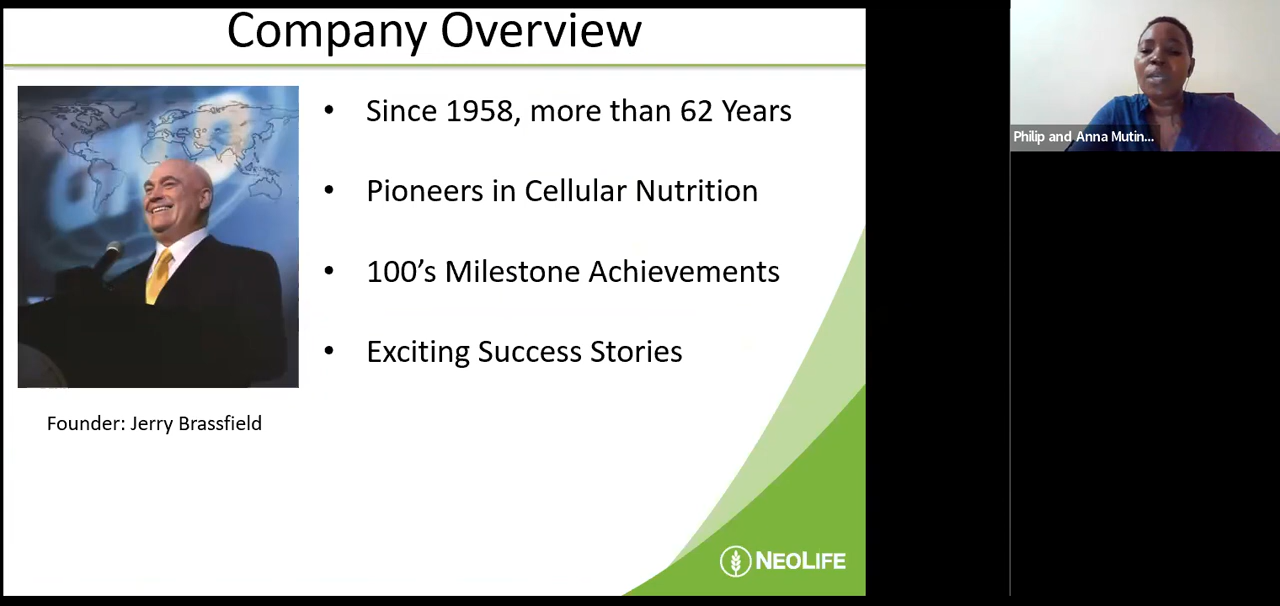 Company Overview
• Since 1958, more than 62 Years
• Pioneers in Cellular Nutrition
• 100’s Milestone Achievements
• Exciting Success Stories
Founder: Jerry Brassfield
NEOLIFE
Philip and Anna Mutin...